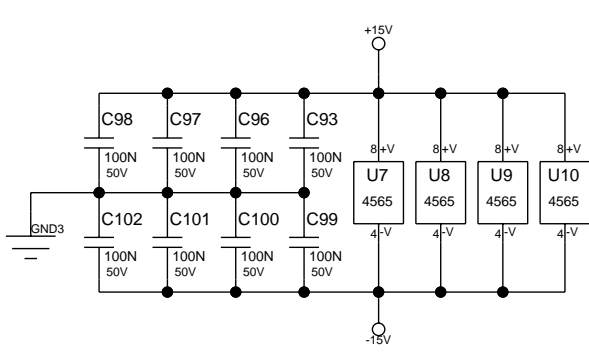 +15V
C98 C97 C96 C93
8 +V 8 +V 8 +V 8 +V
100N 100N 100N 100N
50V 50V 50V 50V
U7 U8 U9 U10
4565 4565 4565 4565
C102 C101 C100 C99
GND3
4 -V 4 -V 4 -V 4 -V
100N 100N 100N 100N
50V 50V 50V 50V
-15V